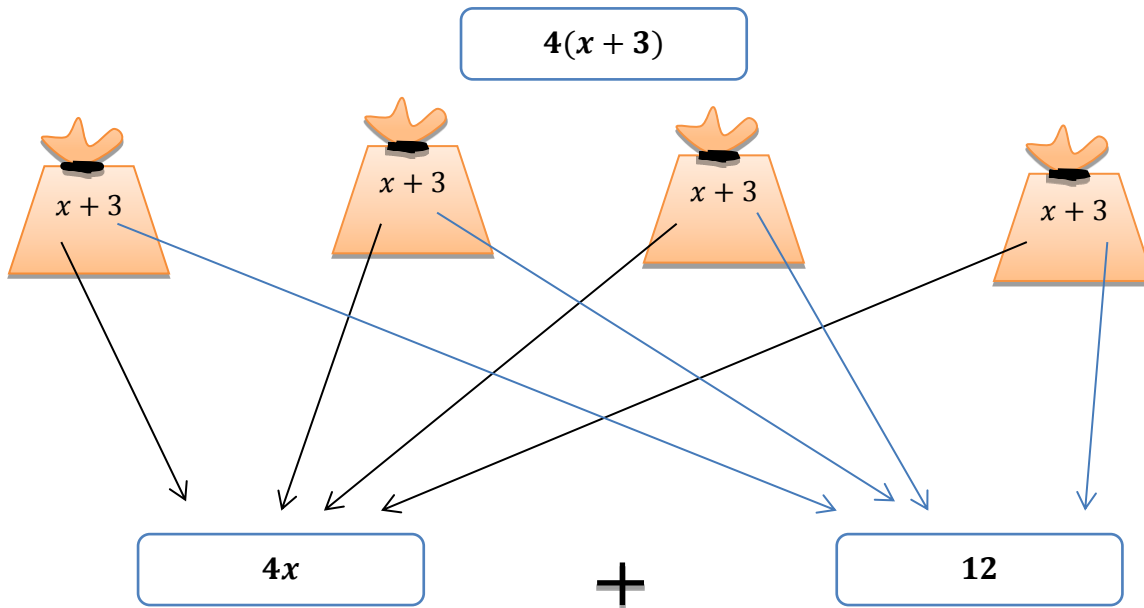 4(x + 3)
x + 3
x + 3
x + 3
x + 3
4x + 12